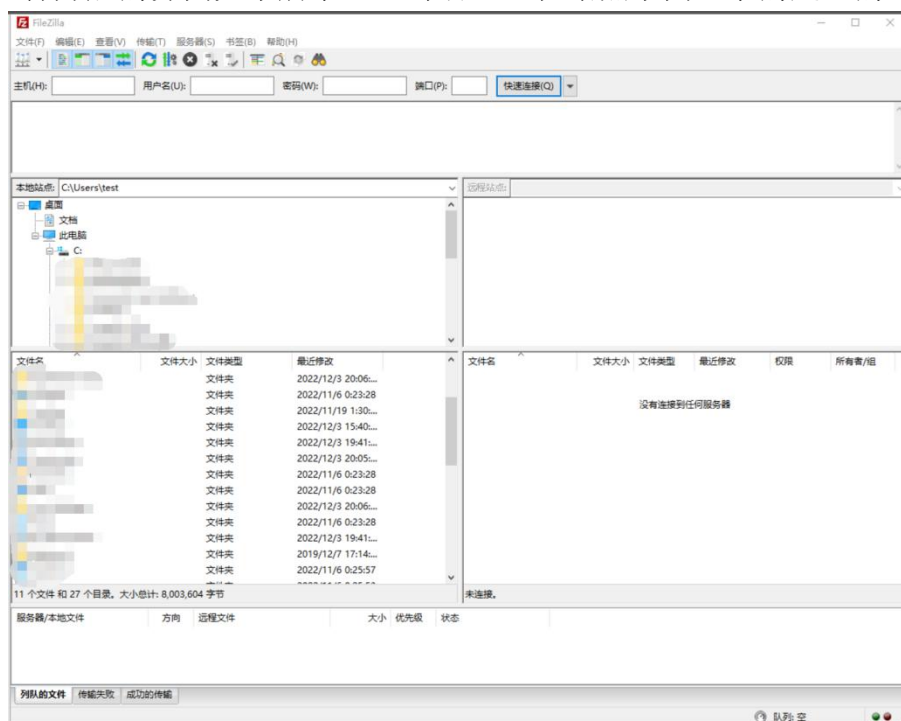 FileZilla
文件(F) 编辑(E) 查看(V) 传输(T) 服务器(S) 书签(B) 帮助(H)
主机(H): 用户名(U): 密码(W): 端口(P): 快速连接(Q)
本地站点: C:\Users\test
远程站点:
桌面
文档
此电脑
C:
文件名 文件大小 文件类型 最近修改
文件夹 2022/12/3 20:06:...
文件夹 2022/11/6 0:23:28
文件夹 2022/11/19 1:30:...
文件夹 2022/12/3 15:40:...
文件夹 2022/12/3 19:41:...
文件夹 2022/12/3 20:05:...
文件夹 2022/11/6 0:23:28
文件夹 2022/11/6 0:23:28
文件夹 2022/12/3 20:06:...
文件夹 2022/11/6 0:23:28
文件夹 2022/12/3 19:41:...
文件夹 2019/12/7 17:14:...
文件夹 2022/11/6 0:25:57
11 个文件 和 27 个目录。大小总计: 8,003,604 字节
文件名 文件大小 文件类型 最近修改 权限 所有者/组
没有连接到任何服务器
未连接。
服务器/本地文件 方向 远程文件 大小 优先级 状态
列队的文件 传输失败 成功的传输
队列: 空